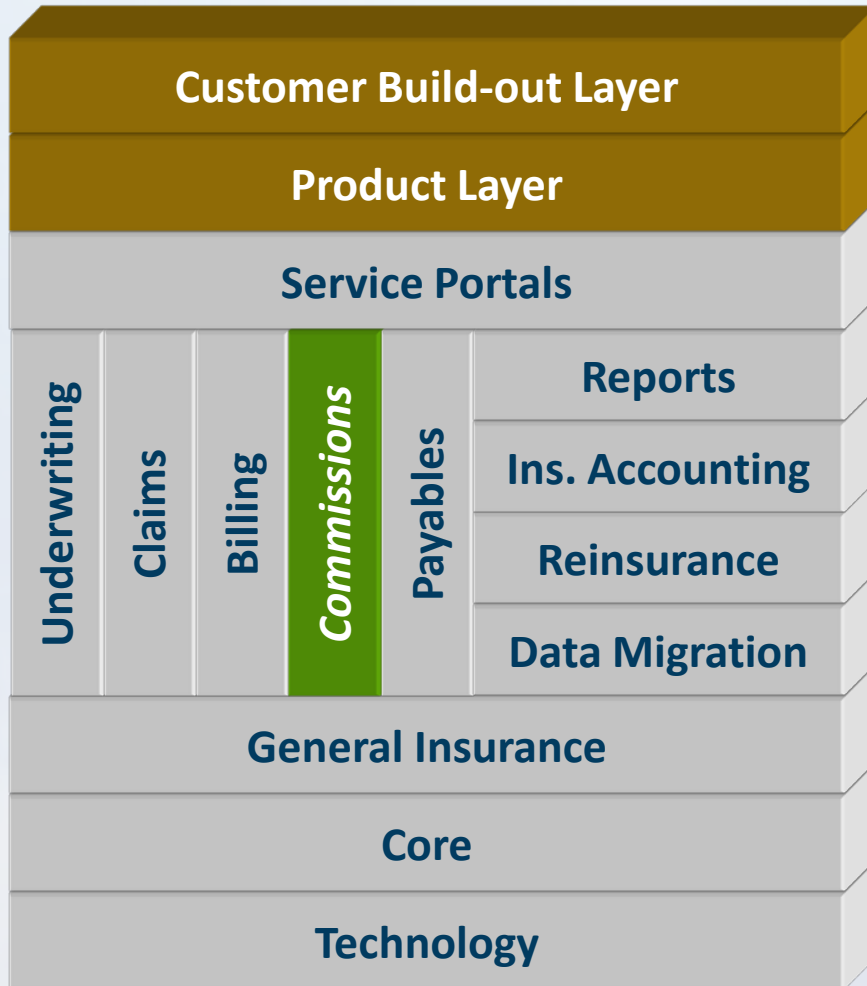 Customer Build-out Layer
Product Layer
Service Portals
Underwriting
Claims
Billing
Commissions
Payables
Reports
Ins. Accounting
Reinsurance
Data Migration
General Insurance
Core
Technology